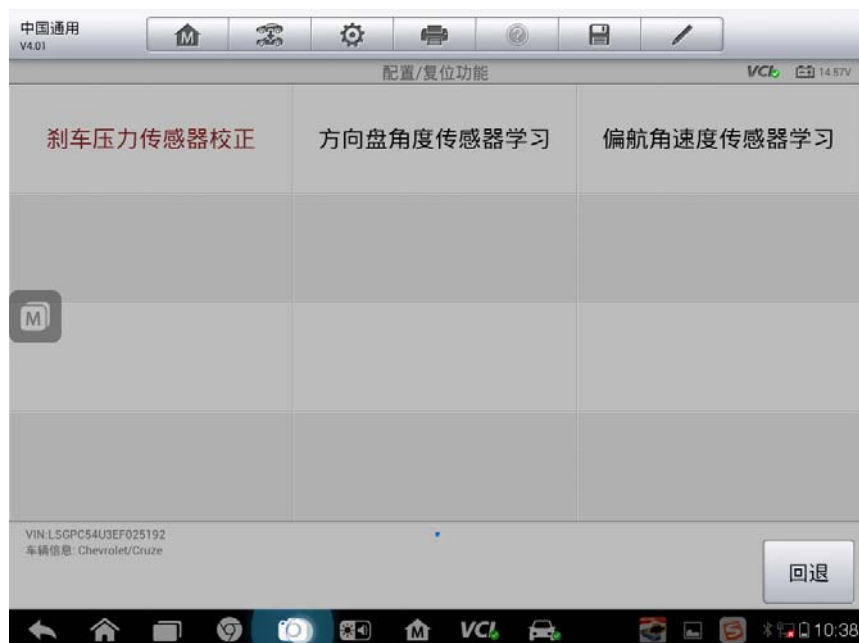 中国通用
V4.01
M
配置/复位功能
VCI 14.57V
刹车压力传感器校正
方向盘角度传感器学习
偏航角速度传感器学习
M
VIN:LSGPC54U3EF025192
车辆信息: Chevrolet/Cruze
回退
M VCI S 10:38